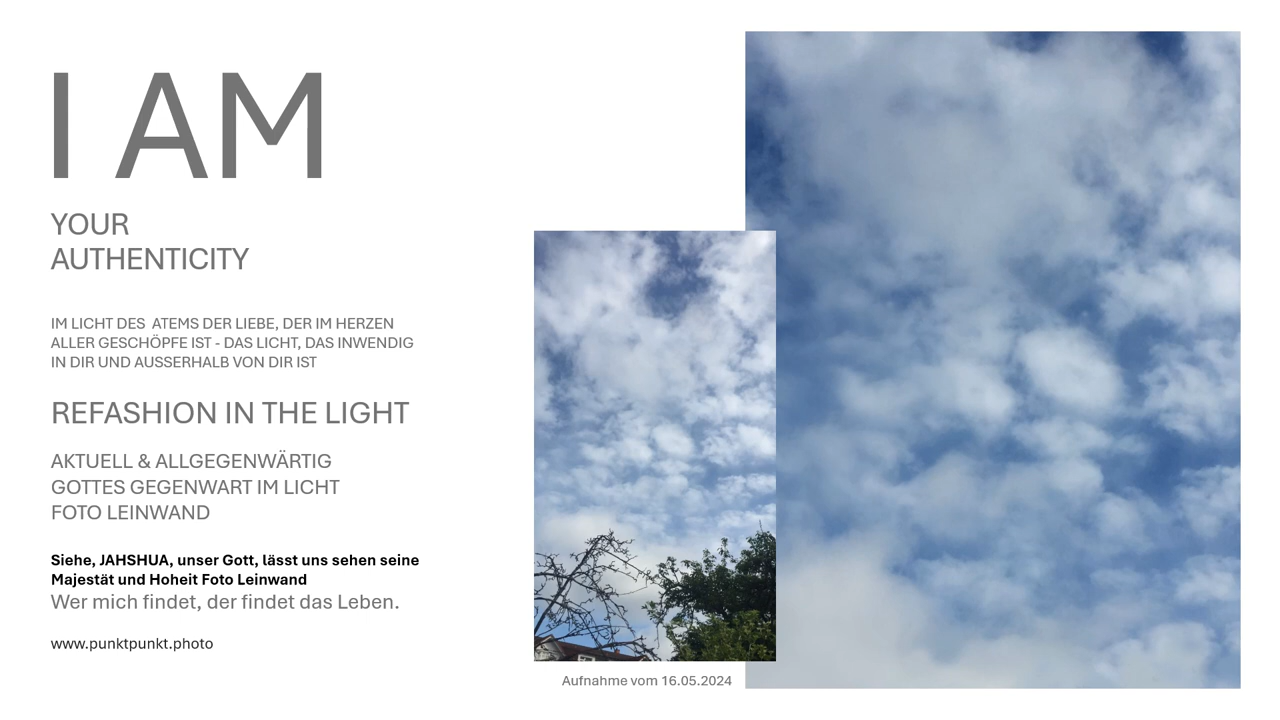 I AM
YOUR
AUTHENTICITY
IM LICHT DES  ATEMS DER LIEBE, DER IM HERZEN
ALLER GESCHÖPFE IST - DAS LICHT, DAS INWENDIG
IN DIR UND AUSSERHALB VON DIR IST
REFASHION IN THE LIGHT
AKTUELL & ALLGEGENWÄRTIG
GOTTES GEGENWART IM LICHT
FOTO LEINWAND
Siehe, JAHSHUA, unser Gott, lässt uns sehen seine
Majestät und Hoheit Foto Leinwand
Wer mich findet, der findet das Leben.
www.punktpunkt.photo
Aufnahme vom 16.05.2024